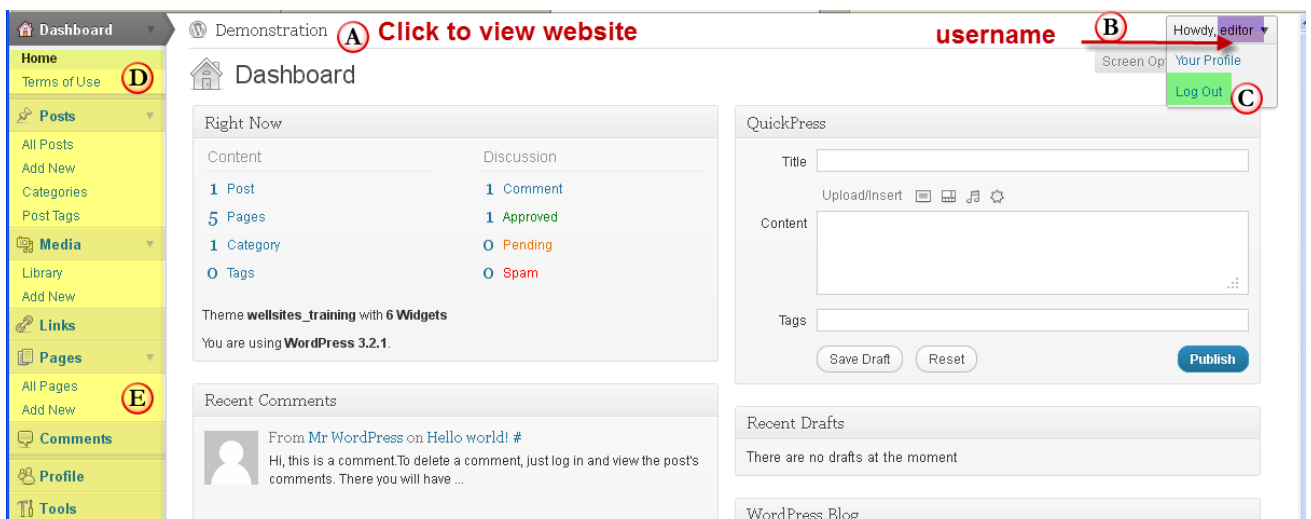 Dashboard
Demonstration
A
Click to view website
username
B
Howdy, editor
Home
Terms of Use
D
Dashboard
Screen Op
Your Profile
Log Out
C
Posts
All Posts
Add New
Categories
Post Tags
Media
Library
Add New
Links
Pages
All Pages
Add New
E
Comments
Profile
Tools
Right Now
Content Discussion
1 Post 1 Comment
5 Pages 1 Approved
1 Category 0 Pending
0 Tags 0 Spam
Theme wellsites_training with 6 Widgets
You are using WordPress 3.2.1.
Recent Comments
From Mr WordPress on Hello world! #
Hi, this is a comment.To delete a comment, just log in and view the post's
comments. There you will have ...
QuickPress
Title
Upload/Insert
Content
Tags
Save Draft Reset Publish
Recent Drafts
There are no drafts at the moment
WordPress Blog